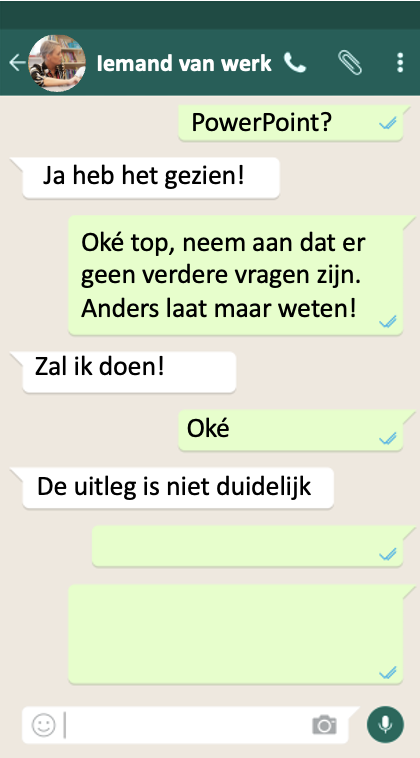 Iemand van werk
PowerPoint?
Ja heb het gezien!
Oké top, neem aan dat er
geen verdere vragen zijn.
Anders laat maar weten!
Zal ik doen!
Oké
De uitleg is niet duidelijk